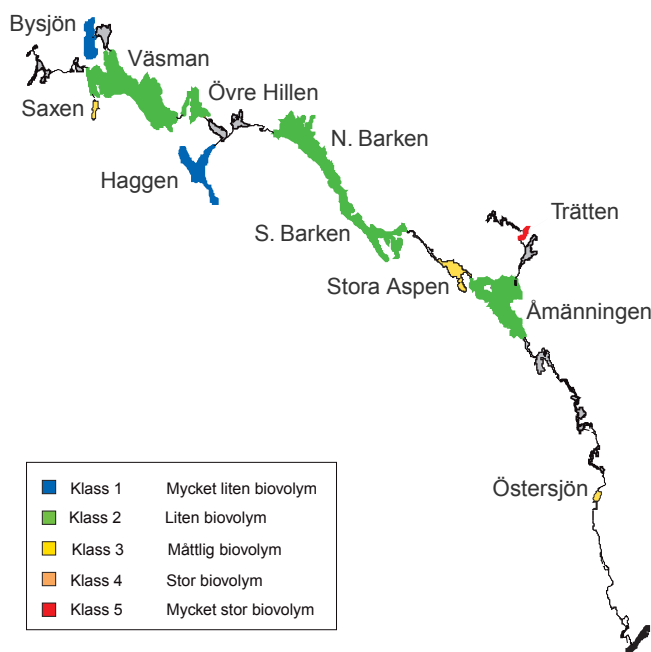 Bysjön
Väsman
Saxen
Övre Hillen
N. Barken
Haggen
Trätten
S. Barken
Stora Aspen
Åmänningen
Östersjön
Klass 1 Mycket liten biovolym
Klass 2 Liten biovolym
Klass 3 Måttlig biovolym
Klass 4 Stor biovolym
Klass 5 Mycket stor biovolym